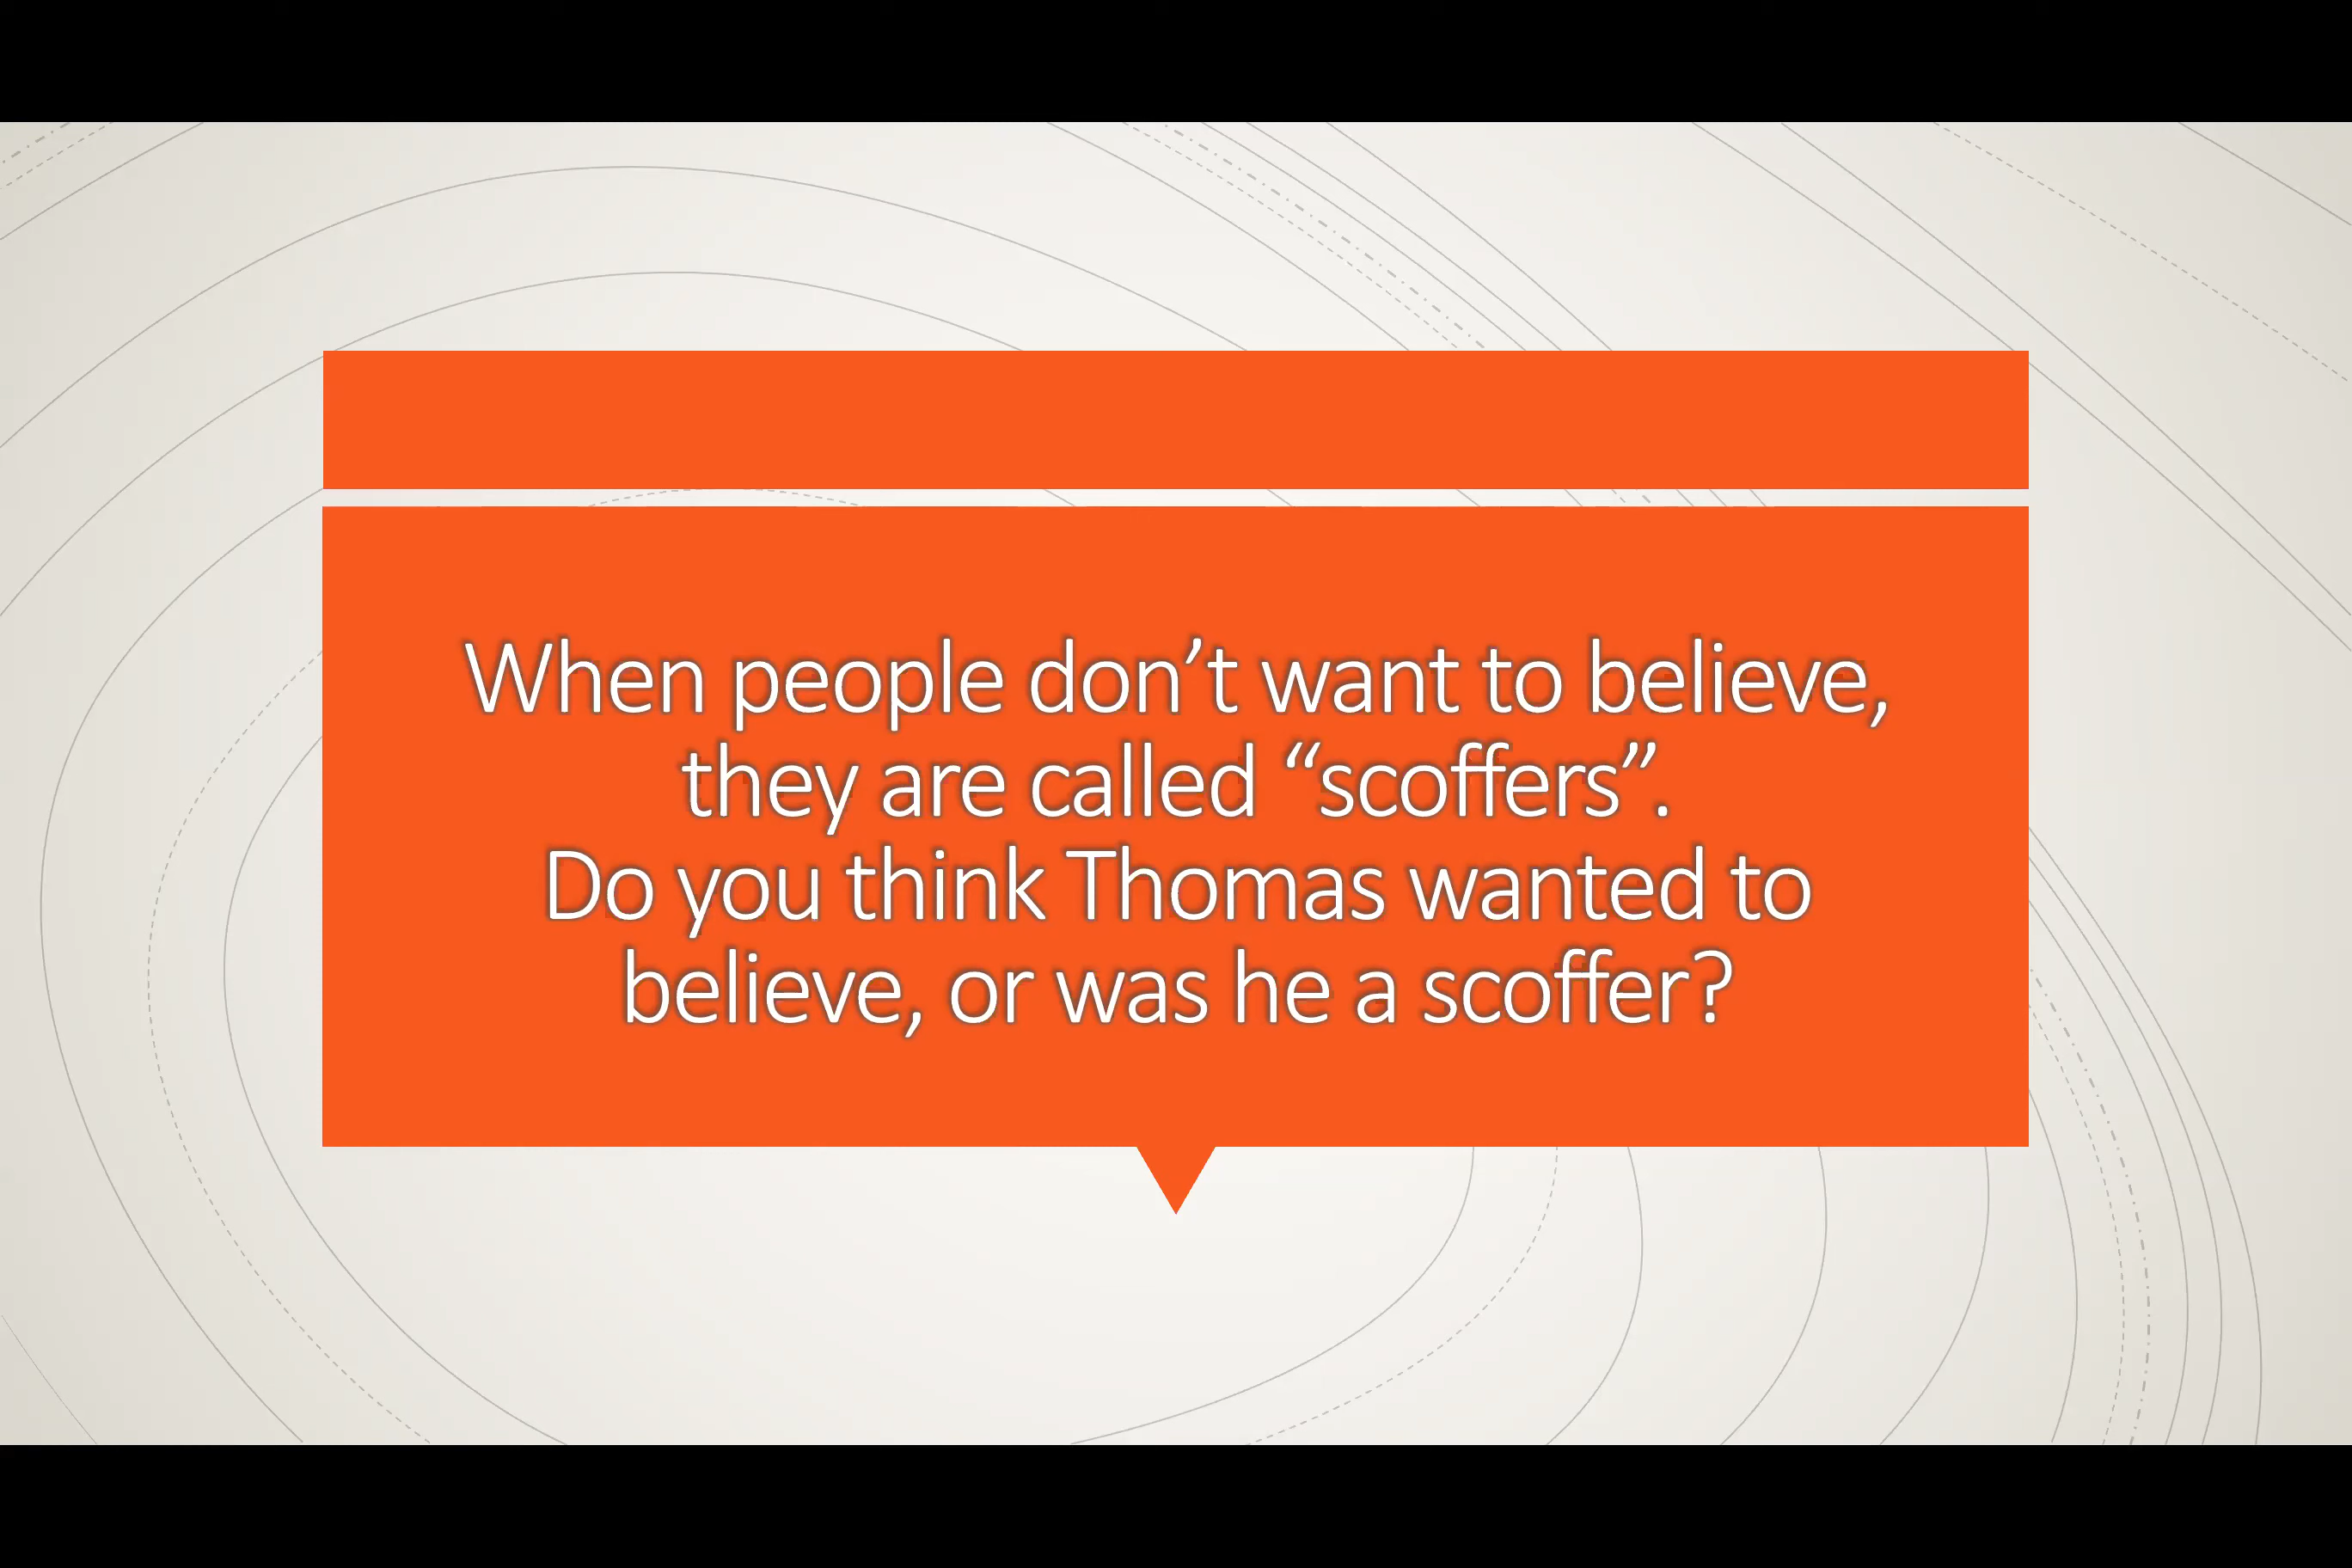 When people don’t want to believe,
they are called “scoffers”.
Do you think Thomas wanted to
believe, or was he a scoffer?